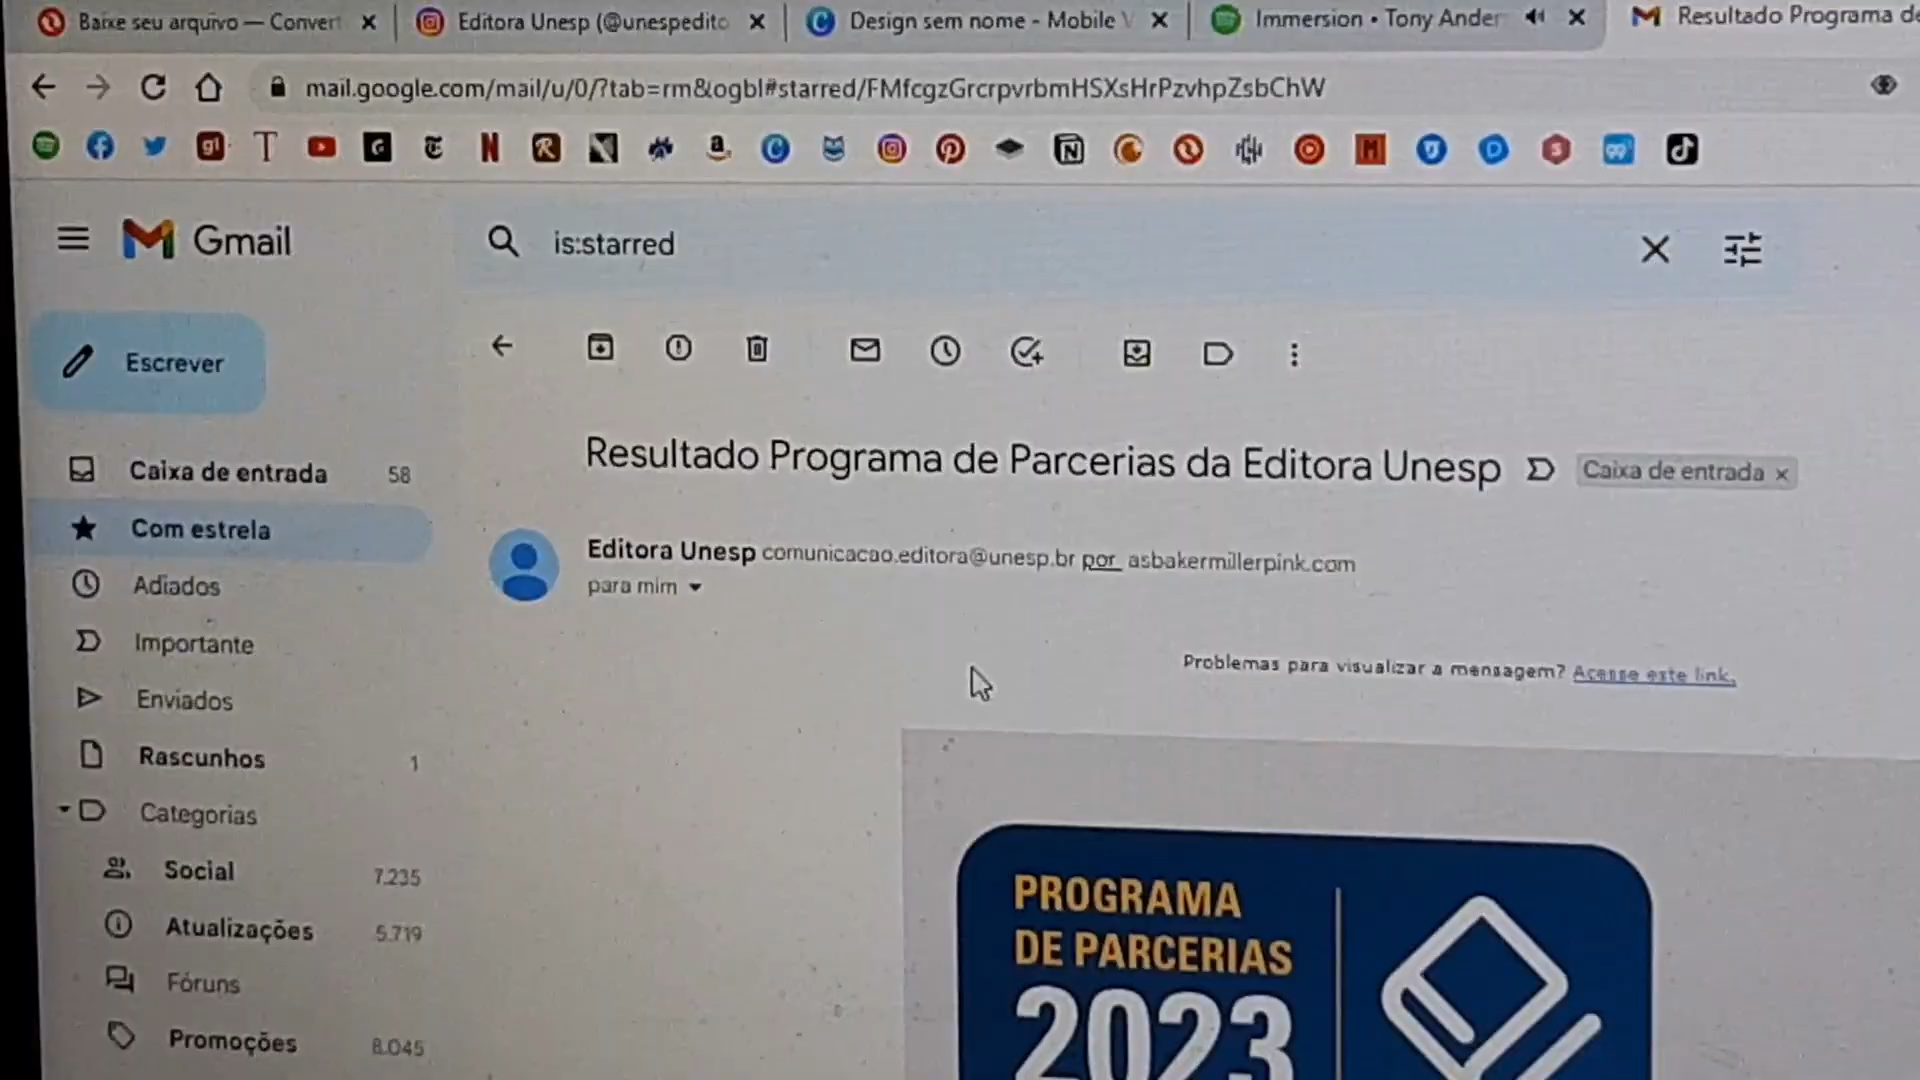 Baixe seu arquivo — Convert
Editora Unesp (@unespedito
Design sem nome - Mobile V
Immersion • Tony Ander
Resultado Programa de
mail.google.com/mail/u/0/?tab=rm&ogbl#starred/FMfcgzGrcrpvrbmHSXsHrPzvhpZsbChW
Gmail
is:starred
Escrever
Resultado Programa de Parcerias da Editora Unesp
Caixa de entrada x
Caixa de entrada 58
Com estrela
Editora Unesp comunicacao.editora@unesp.br por asbakermillerpink.com
para mim
Adiados
Importante
Problemas para visualizar a mensagem? Acesse este link.
Enviados
Rascunhos 1
Categorias
Social 7.235
Atualizações 5.719
Fóruns
Promoções 8.045
PROGRAMA
DE PARCERIAS
2023